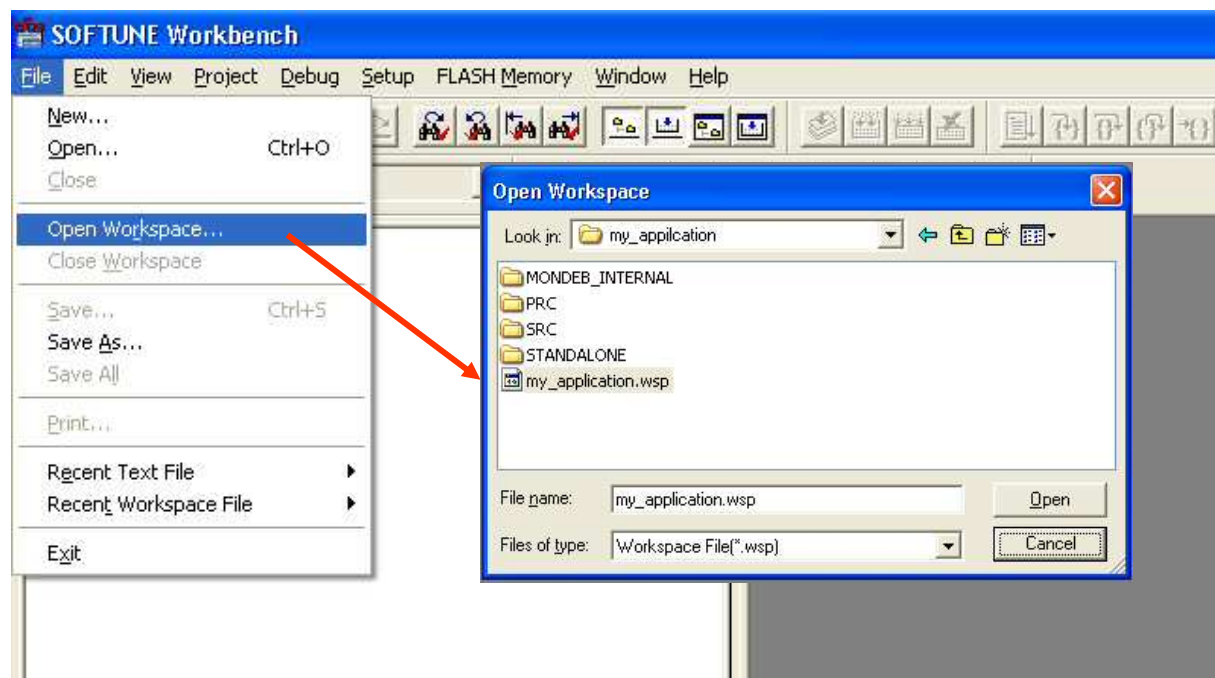 SOFTUNE Workbench
File Edit View Project Debug Setup FLASH Memory Window Help
New...
Open... Ctrl+O
Close
Open Workspace...
Close Workspace
Save... Ctrl+S
Save As...
Save All
Print...
Recent Text File
Recent Workspace File
Exit
Open Workspace
Look in: my_appilcation
MONDEB_INTERNAL
PRC
SRC
STANDALONE
my_application.wsp
File name: my_application.wsp Open
Files of type: Workspace File(*.wsp) Cancel